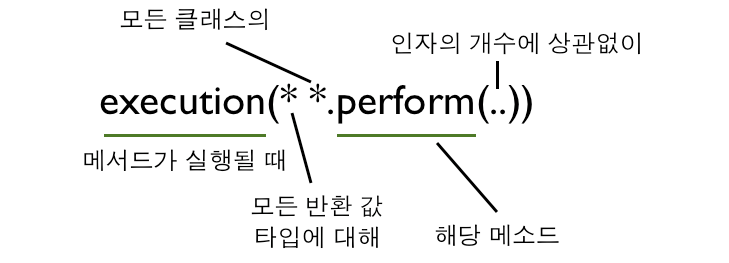 모든 클래스의
인자의 개수에 상관없이
execution(* *.perform(..))
메서드가 실행될 때
모든 반환 값
타입에 대해
해당 메소드